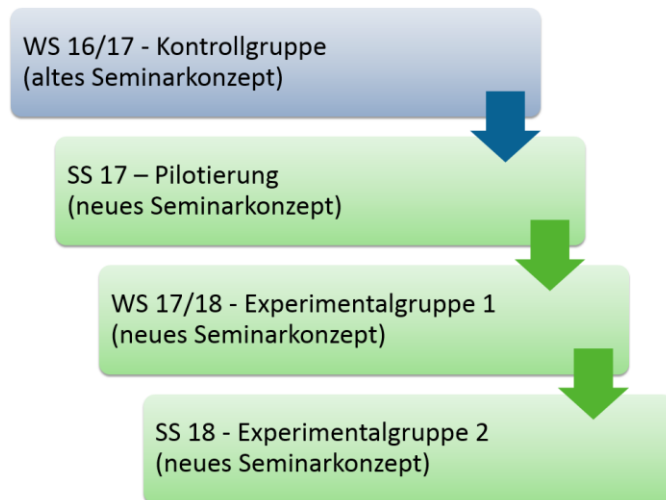 WS 16/17 - Kontrollgruppe
(altes Seminarkonzept)
SS 17 – Pilotierung
(neues Seminarkonzept)
WS 17/18 - Experimentalgruppe 1
(neues Seminarkonzept)
SS 18 - Experimentalgruppe 2
(neues Seminarkonzept)